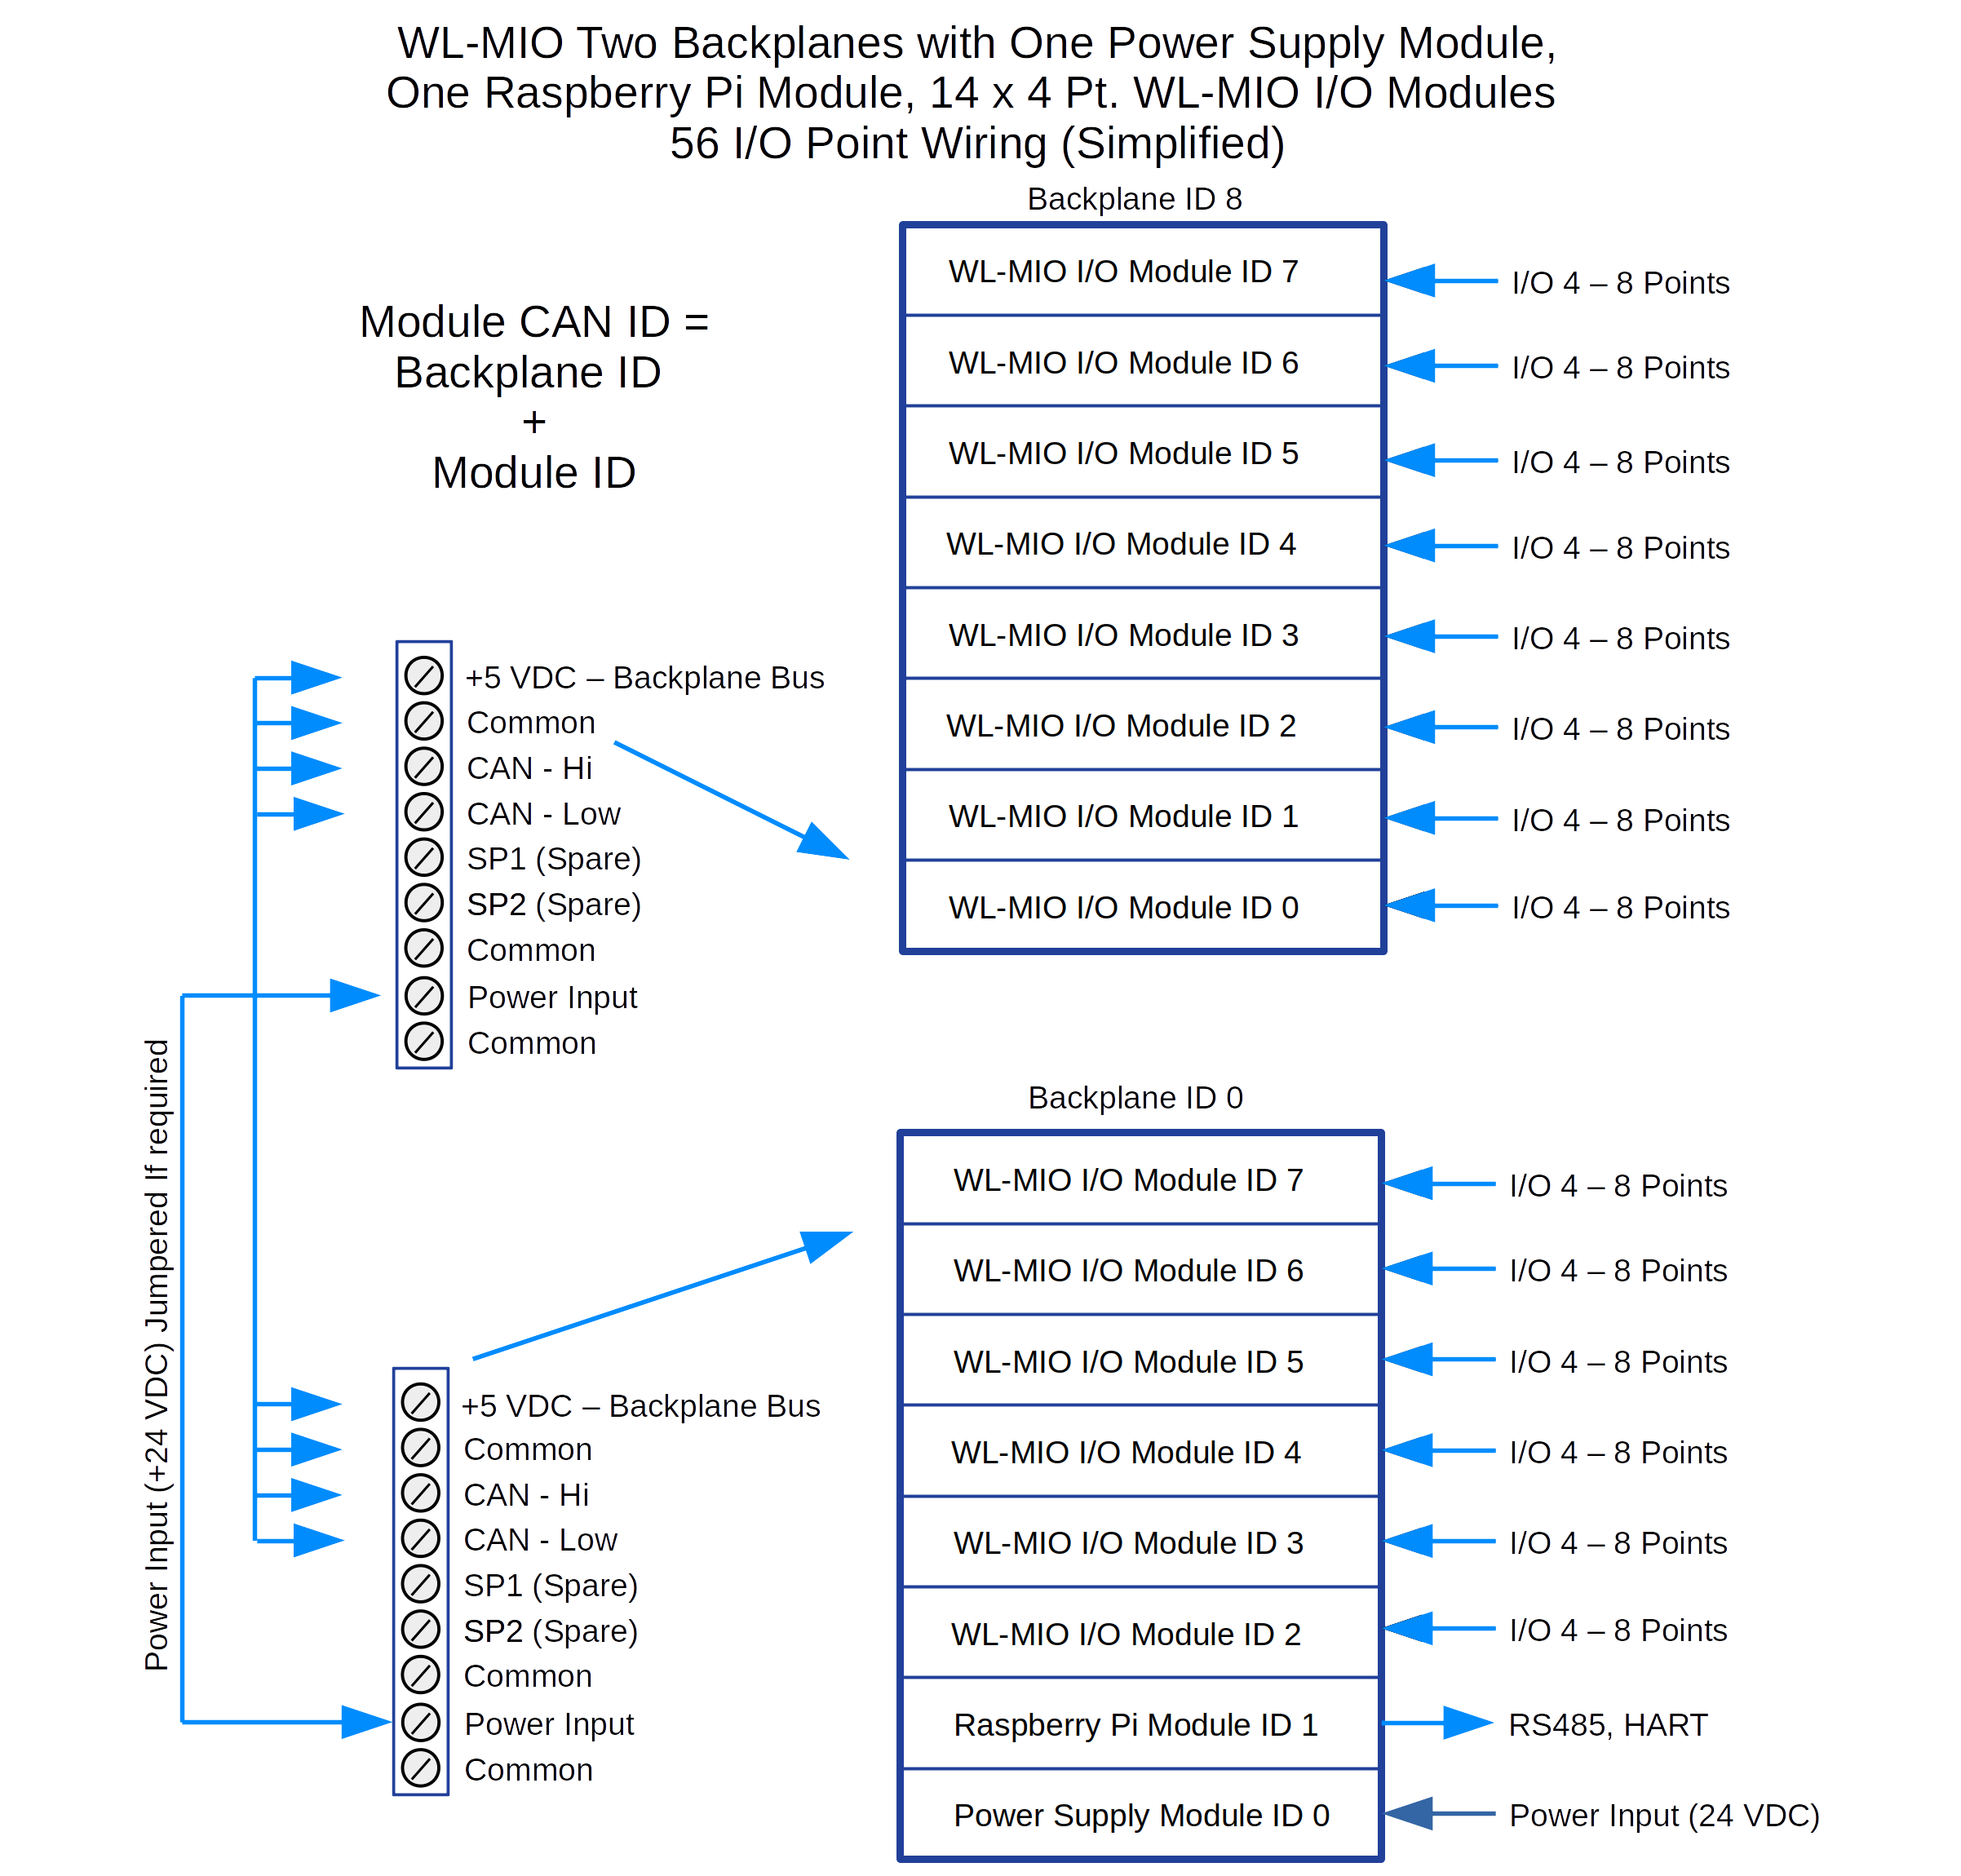 WL-MIO Two Backplanes with One Power Supply Module,
One Raspberry Pi Module, 14 x 4 Pt. WL-MIO I/O Modules
56 I/O Point Wiring (Simplified)
Backplane ID 8
WL-MIO I/O Module ID 7
I/O 4 – 8 Points
WL-MIO I/O Module ID 6
I/O 4 – 8 Points
WL-MIO I/O Module ID 5
I/O 4 – 8 Points
WL-MIO I/O Module ID 4
I/O 4 – 8 Points
WL-MIO I/O Module ID 3
I/O 4 – 8 Points
WL-MIO I/O Module ID 2
I/O 4 – 8 Points
WL-MIO I/O Module ID 1
I/O 4 – 8 Points
WL-MIO I/O Module ID 0
I/O 4 – 8 Points
Module CAN ID =
Backplane ID
+
Module ID
+5 VDC – Backplane Bus
Common
CAN - Hi
CAN - Low
SP1 (Spare)
SP2 (Spare)
Common
Power Input
Common
Power Input (+24 VDC) Jumpered If required
Backplane ID 0
WL-MIO I/O Module ID 7
I/O 4 – 8 Points
WL-MIO I/O Module ID 6
I/O 4 – 8 Points
WL-MIO I/O Module ID 5
I/O 4 – 8 Points
WL-MIO I/O Module ID 4
I/O 4 – 8 Points
WL-MIO I/O Module ID 3
I/O 4 – 8 Points
WL-MIO I/O Module ID 2
I/O 4 – 8 Points
Raspberry Pi Module ID 1
RS485, HART
Power Supply Module ID 0
Power Input (24 VDC)
+5 VDC – Backplane Bus
Common
CAN - Hi
CAN - Low
SP1 (Spare)
SP2 (Spare)
Common
Power Input
Common